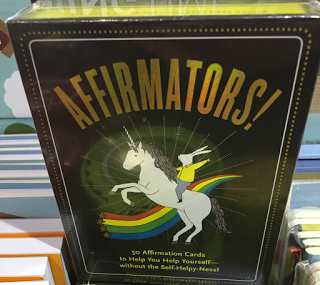 AFFIRMATORS!
50 Affirmation Cards
to Help You Help Yourself—
without the Self-Helpy-Ness!